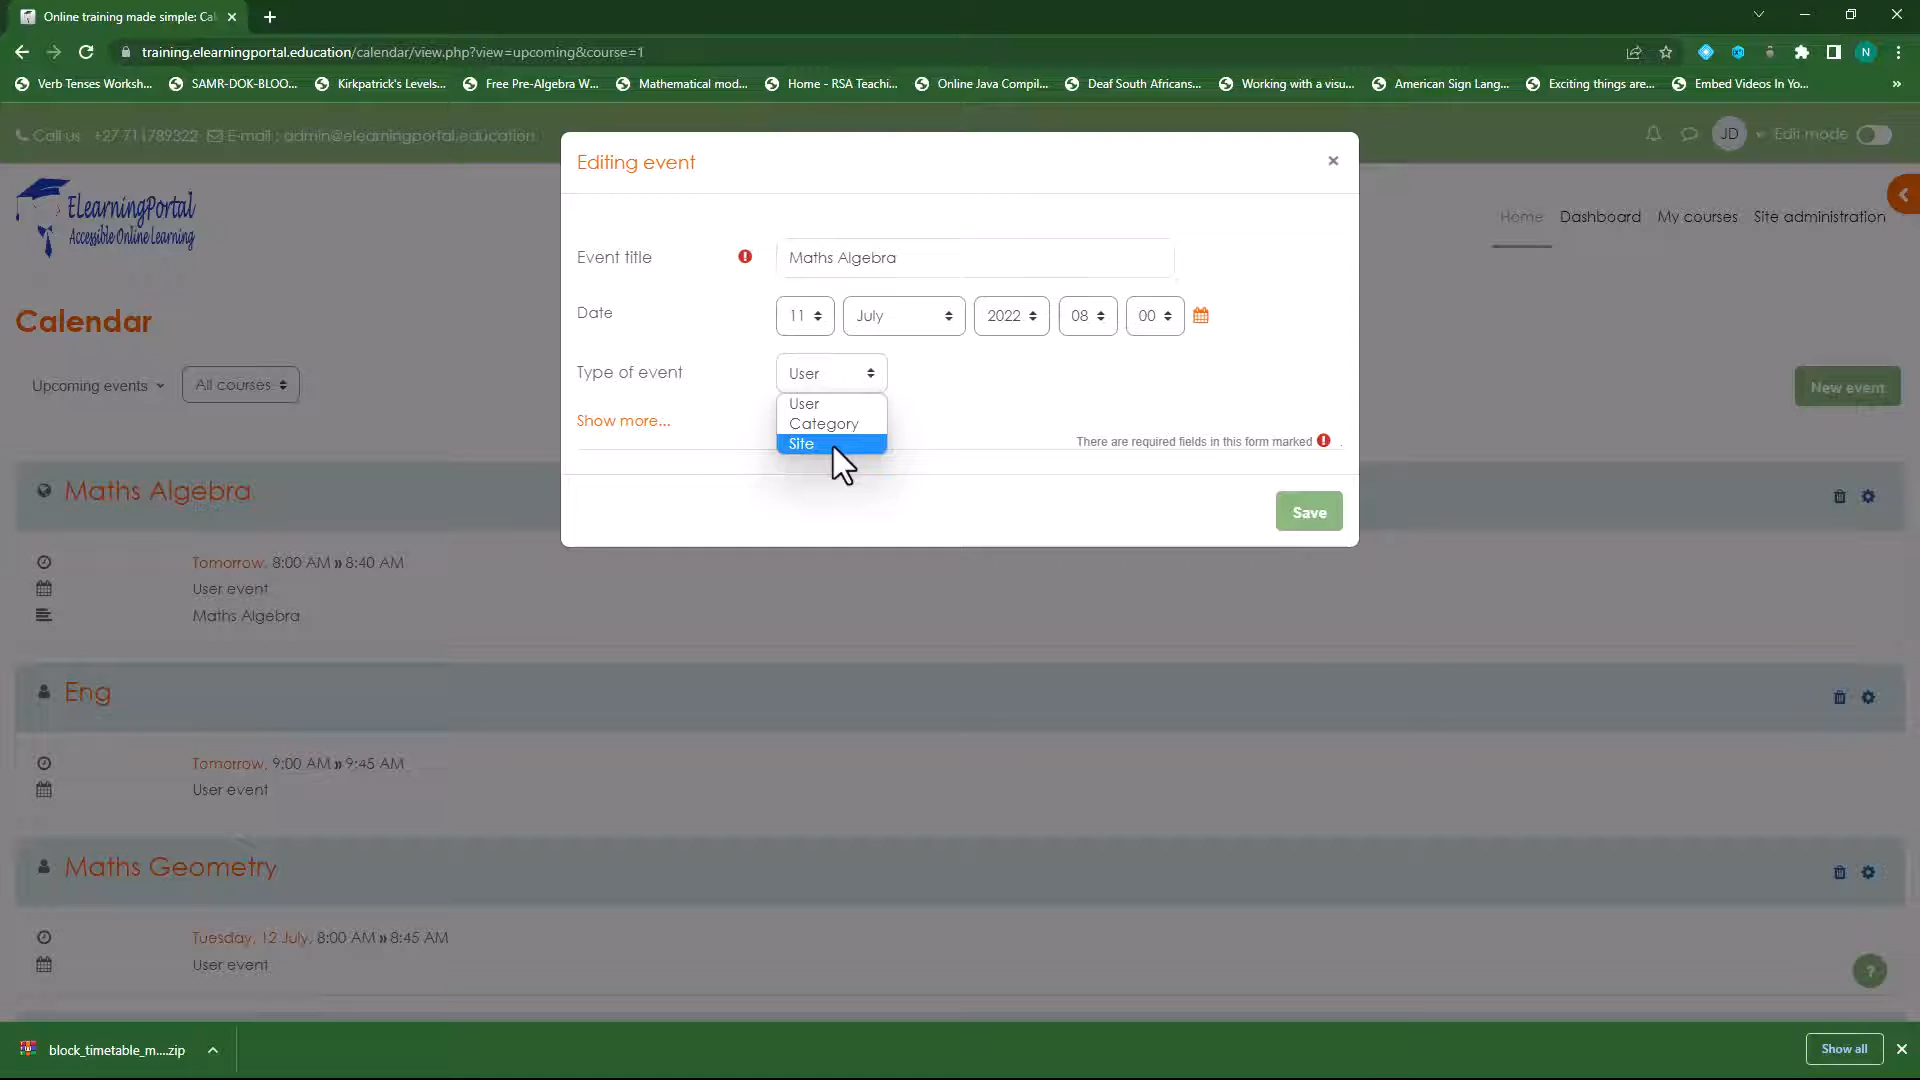 Online training made simple: Cal
training.elearningportal.education/calendar/view.php?view=upcoming&course=1
N
Verb Tenses Worksh... SAMR-DOK-BLOO... Kirkpatrick's Levels... Free Pre-Algebra W... Mathematical mod... Home - RSA Teachi... Online Java Compil... Deaf South Africans... Working with a visu... American Sign Lang... Exciting things are... Embed Videos In Yo... »
Call us +27 711789322 E-mail : admin@elearningportal.education
JD Edit mode
ElearningPortal
Accessible Online Learning
Home Dashboard My courses Site administration
Editing event ×
Event title Maths Algebra
Date 11 July 2022 08 00
Type of event User
User
Category
Site
Show more...
There are required fields in this form marked .
Save
Calendar
Upcoming events All courses New event
Maths Algebra
Tomorrow, 8:00 AM » 8:40 AM
User event
Maths Algebra
Eng
Tomorrow, 9:00 AM » 9:45 AM
User event
Maths Geometry
Tuesday, 12 July, 8:00 AM » 8:45 AM
User event
?
block_timetable_m....zip Show all